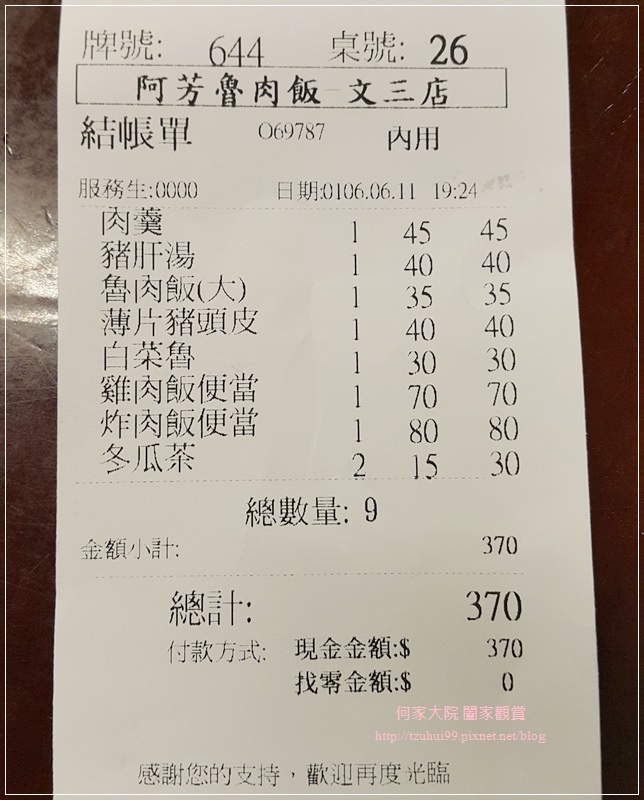 牌號: 644 桌號: 26
阿芳魯肉飯 文三店
結帳單 O69787 內用
服務生:0000 日期:0106.06.11 19:24
肉羹 1 45 45
豬肝湯 1 40 40
魯肉飯(大) 1 35 35
薄片豬頭皮 1 40 40
白菜魯 1 30 30
雞肉飯便當 1 70 70
炸肉飯便當 1 80 80
冬瓜茶 2 15 30
總數量: 9
金額小計: 370
總計: 370
付款方式: 現金金額:$ 370
找零金額:$ 0
何家大院 闔家觀賞
http://tzuhui99.pixnet.net/blog
感謝您的支持，歡迎再度光臨